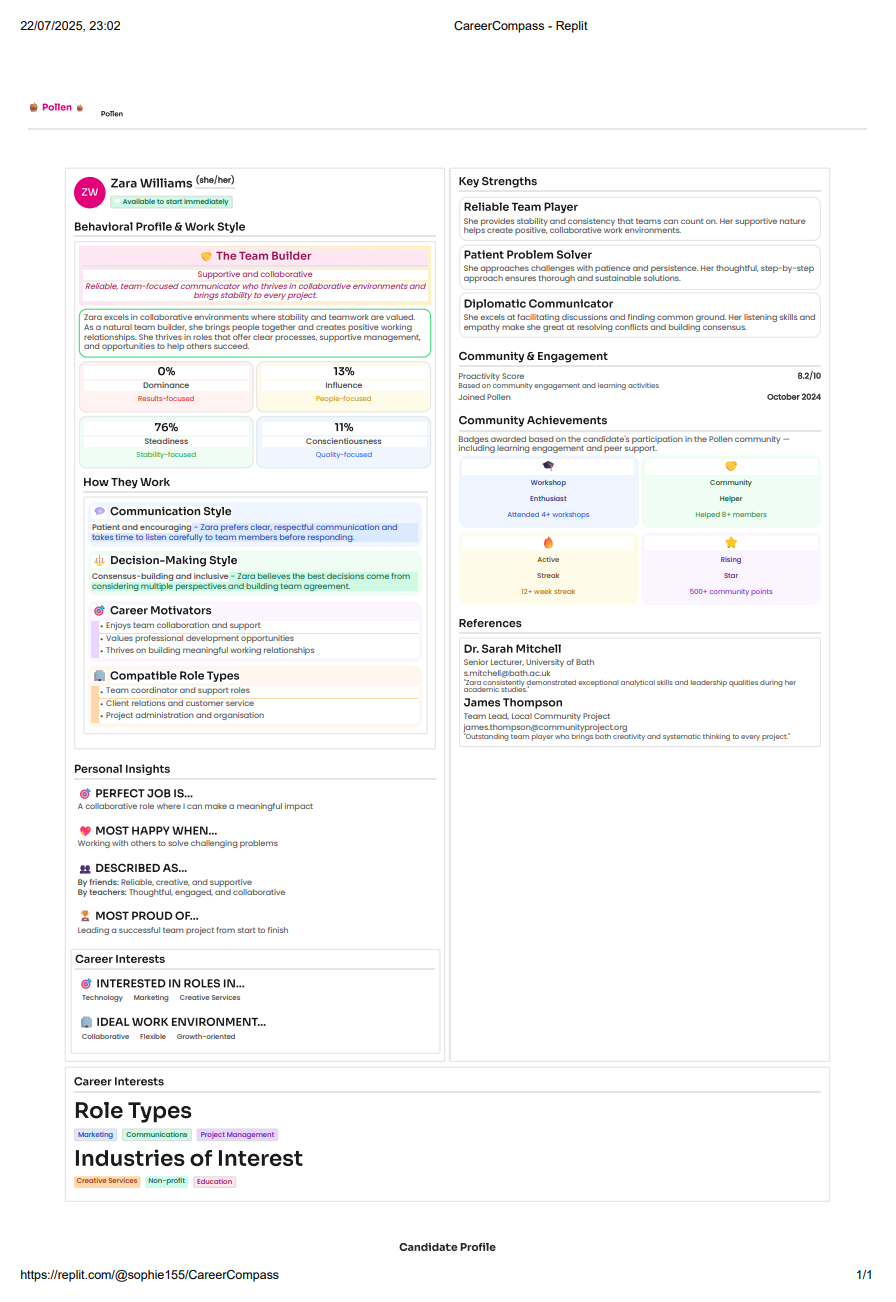 22/07/2025, 23:02
CareerCompass - Replit
Pollen
Pollen
ZW
Zara Williams (she/her)
Available to start immediately
Behavioral Profile & Work Style
The Team Builder
Supportive and collaborative
Reliable, team-focused communicator who thrives in collaborative environments and
brings stability to every project.
Zara excels in collaborative environments where stability and teamwork are valued.
As a natural team builder, she brings people together and creates positive working
relationships. She thrives in roles that offer clear processes, supportive management,
and opportunities to help others succeed.
0%
Dominance
Results-focused
13%
Influence
People-focused
76%
Steadiness
Stability-focused
11%
Conscientiousness
Quality-focused
How They Work
Communication Style
Patient and encouraging - Zara prefers clear, respectful communication and
takes time to listen carefully to team members before responding.
Decision-Making Style
Consensus-building and inclusive - Zara believes the best decisions come from
considering multiple perspectives and building team agreement.
Career Motivators
• Enjoys team collaboration and support
• Values professional development opportunities
• Thrives on building meaningful working relationships
Compatible Role Types
• Team coordinator and support roles
• Client relations and customer service
• Project administration and organisation
Personal Insights
PERFECT JOB IS...
A collaborative role where I can make a meaningful impact
MOST HAPPY WHEN...
Working with others to solve challenging problems
DESCRIBED AS...
By friends: Reliable, creative, and supportive
By teachers: Thoughtful, engaged, and collaborative
MOST PROUD OF...
Leading a successful team project from start to finish
Career Interests
INTERESTED IN ROLES IN...
Technology Marketing Creative Services
IDEAL WORK ENVIRONMENT...
Collaborative Flexible Growth-oriented
Key Strengths
Reliable Team Player
She provides stability and consistency that teams can count on. Her supportive nature
helps create positive, collaborative work environments.
Patient Problem Solver
She approaches challenges with patience and persistence. Her thoughtful, step-by-step
approach ensures thorough and sustainable solutions.
Diplomatic Communicator
She excels at facilitating discussions and finding common ground. Her listening skills and
empathy make she great at resolving conflicts and building consensus.
Community & Engagement
Proactivity Score 8.2/10
Based on community engagement and learning activities
Joined Pollen October 2024
Community Achievements
Badges awarded based on the candidate's participation in the Pollen community —
including learning engagement and peer support.
Workshop
Enthusiast
Attended 4+ workshops
Community
Helper
Helped 8+ members
Active
Streak
12+ week streak
Rising
Star
500+ community points
References
Dr. Sarah Mitchell
Senior Lecturer, University of Bath
s.mitchell@bath.ac.uk
"Zara consistently demonstrated exceptional analytical skills and leadership qualities during her
academic studies."
James Thompson
Team Lead, Local Community Project
james.thompson@communityproject.org
"Outstanding team player who brings both creativity and systematic thinking to every project."
Career Interests
Role Types
Marketing Communications Project Management
Industries of Interest
Creative Services Non-profit Education
Candidate Profile
https://replit.com/@sophie155/CareerCompass
1/1